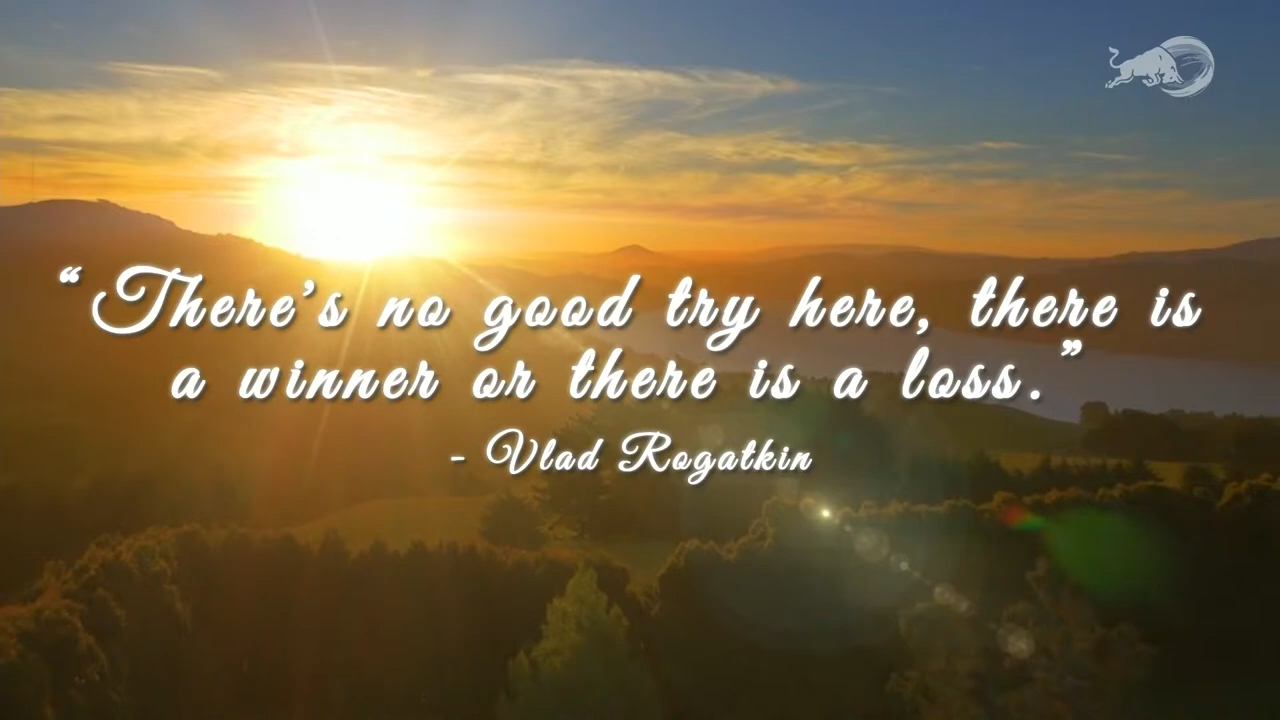 “There’s no good try here, there is
a winner or there is a loss.”
- Vlad Rogatkin